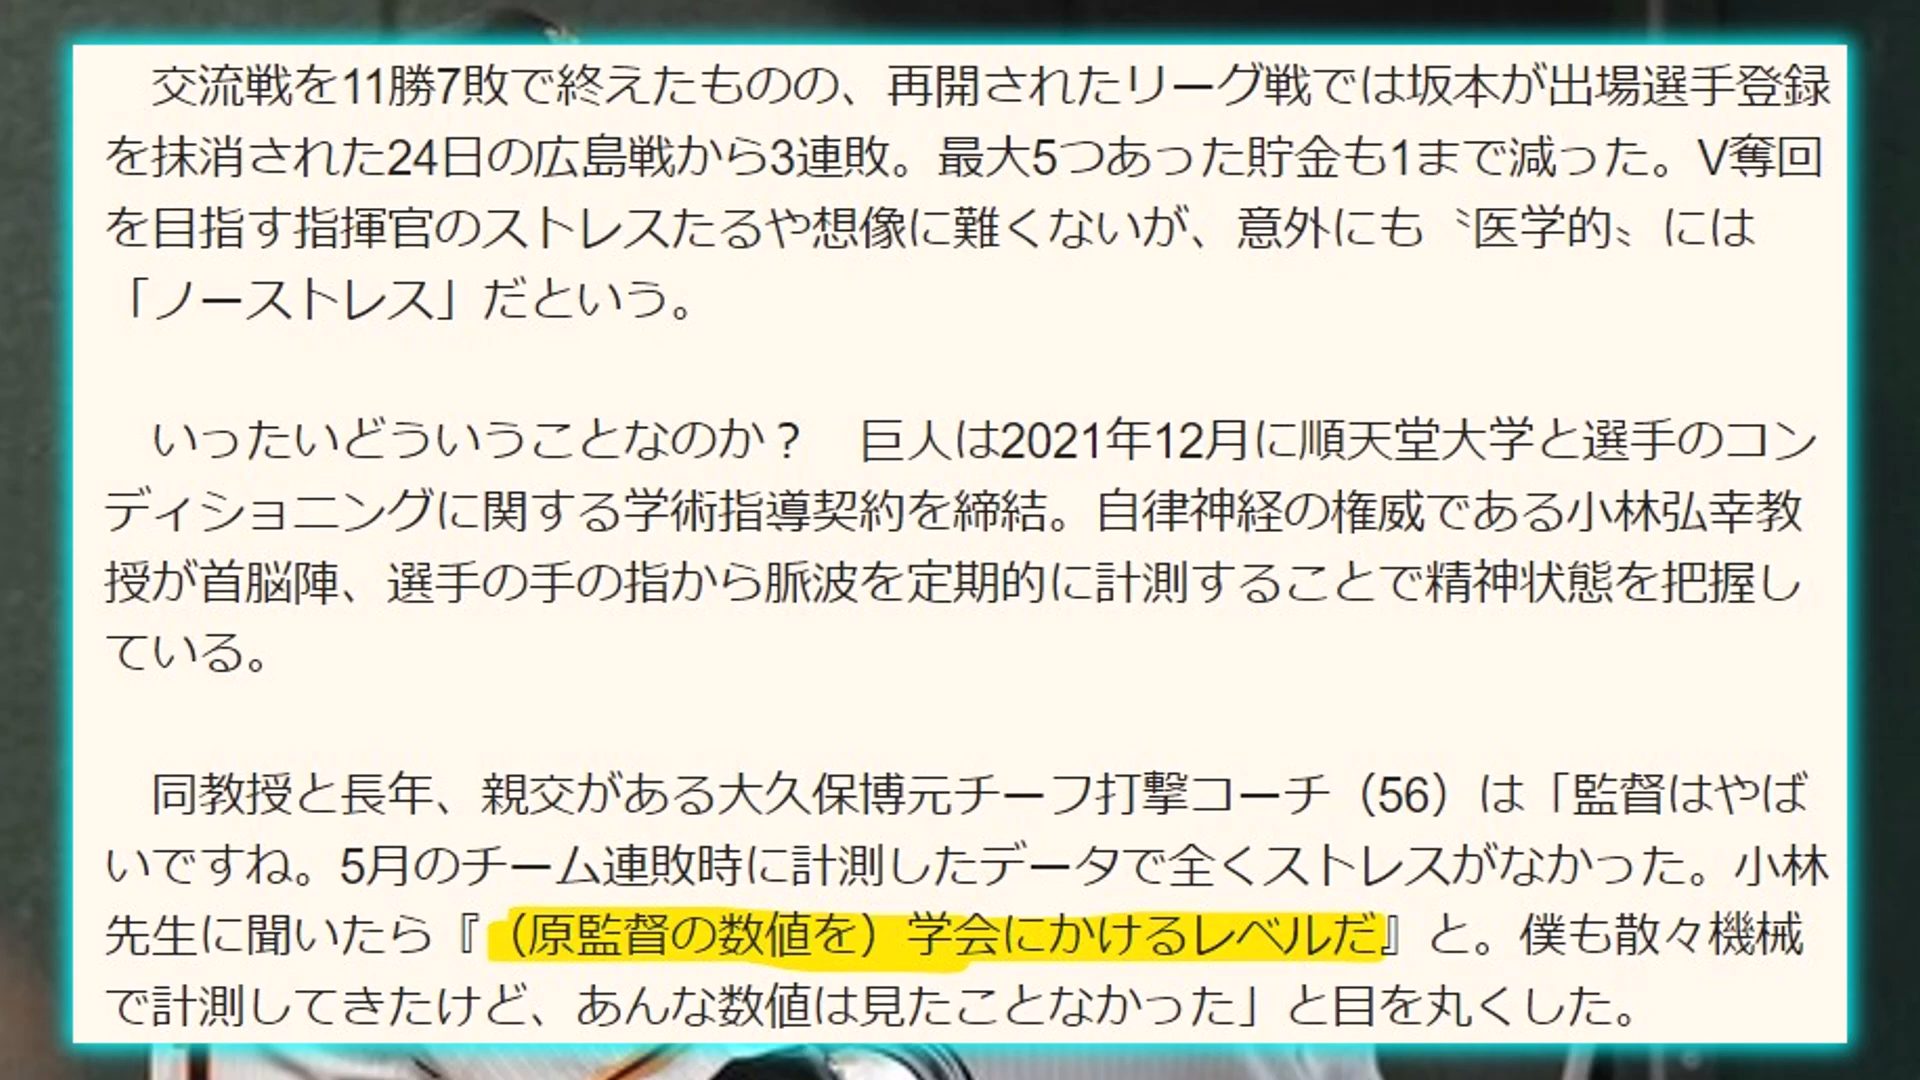 交流戦を11勝7敗で終えたものの、再開されたリーグ戦では坂本が出場選手登録
を抹消された24日の広島戦から3連敗。最大5つあった貯金も1まで減った。V奪回
を目指す指揮官のストレスたるや想像に難くないが、意外にも〝医学的〟には
「ノーストレス」だという。
いったいどういうことなのか？　巨人は2021年12月に順天堂大学と選手のコン
ディショニングに関する学術指導契約を締結。自律神経の権威である小林弘幸教
授が首脳陣、選手の手の指から脈波を定期的に計測することで精神状態を把握し
ている。
同教授と長年、親交がある大久保博元チーフ打撃コーチ（56）は「監督はやば
いですね。5月のチーム連敗時に計測したデータで全くストレスがなかった。小林
先生に聞いたら『（原監督の数値を）学会にかけるレベルだ』と。僕も散々機械
で計測してきたけど、あんな数値は見たことなかった」と目を丸くした。